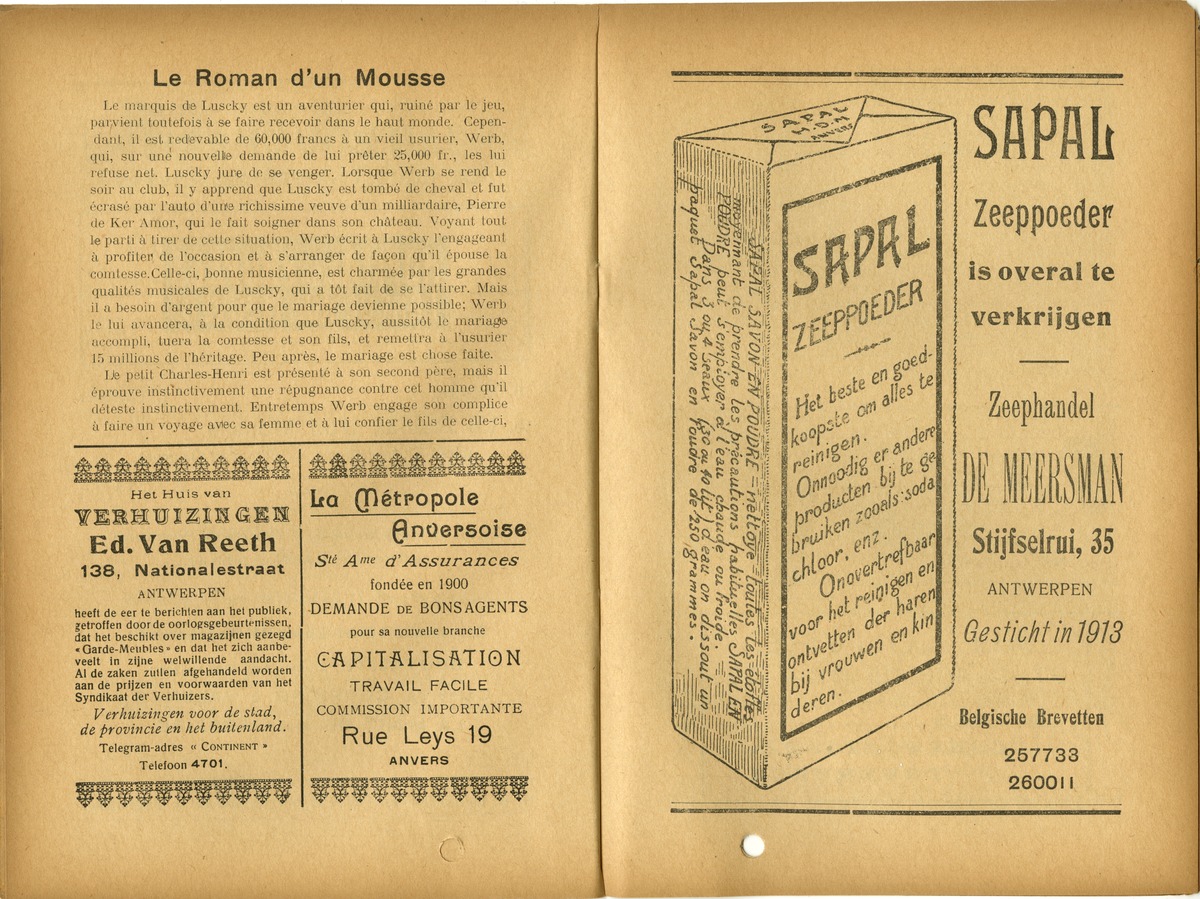 Le Roman d'un Mousse
Le marquis de Luscky est un aventurier qui, ruiné par le jeu,
parvient toutefois à se faire recevoir dans le haut monde. Cepen-
dant, il est redevable de 60,000 francs à un vieil usurier, Werb,
qui, sur une nouvelle demande de lui prêter 25,000 fr., les lui
refuse net. Luscky jure de se venger. Lorsque Werb se rend le
soir au club, il y apprend que Luscky est tombé de cheval et fut
écrasé par l'auto d'une richissime veuve d'un milliardaire, Pierre
de Ker Amor, qui le fait soigner dans son château. Voyant tout
le parti à tirer de cette situation, Werb écrit à Luscky l'engageant
à profiter de l'occasion et à s'arranger de façon qu'il épouse la
comtesse. Celle-ci, bonne musicienne, est charmée par les grandes
qualités musicales de Luscky, qui a tôt fait de se l'attirer. Mais
il a besoin d'argent pour que le mariage devienne possible; Werb
le lui avancera, à la condition que Luscky, aussitôt le mariage
accompli, tuera la comtesse et son fils, et remettra à l'usurier
15 millions de l'héritage. Peu après, le mariage est chose faite.
Le petit Charles-Henri est présenté à son second père, mais il
éprouve instinctivement une répugnance contre cet homme qu'il
déteste instinctivement. Entretemps Werb engage son complice
à faire un voyage avec sa femme et à lui confier le fils de celle-ci,
Het Huis van
VERHUIZINGEN
Ed. Van Reeth
138, Nationalestraat
ANTWERPEN
heeft de eer te berichten aan het publiek,
getroffen door de oorlogsgebeurtenissen,
dat het beschikt over magazijnen gezegd
« Garde-Meubles » en dat het zich aanbe-
veelt in zijne welwillende aandacht.
Al de zaken zullen afgehandeld worden
aan de prijzen en voorwaarden van het
Syndikaat der Verhuizers.
Verhuizingen voor de stad,
de provincie en het buitenland.
Telegram-adres « CONTINENT »
Telefoon 4701.
La Métropole
Anversoise
Sté Ame d'Assurances
fondée en 1900
DEMANDE DE BONS AGENTS
pour sa nouvelle branche
CAPITALISATION
TRAVAIL FACILE
COMMISSION IMPORTANTE
Rue Leys 19
ANVERS
SAPAL
H.D.M
ANVERS
SAPAL SAVON EN POUDRE = nettoye toutes les étoffes
moyennant de prendre les précautions habituelles SAPAL EN
POUDRE peut s'employer à l'eau chaude ou froide.
Dans 3 ou 4 seaux (30 ou 40 lit) d'eau on dissout un
paquet Sapal Savon en Poudre de 250 grammes.
SAPAL
ZEEPPOEDER
Het beste en goed-
koopste om alles te
reinigen.
Onnoodig er andere
producten bij te ge
bruiken zooals: soda
chloor, enz.
Onovertrefbaar
voor het reinigen en
ontvetten der haren
bij vrouwen en kin
deren.
SAPAL
Zeeppoeder
is overal te
verkrijgen
Zeephandel
DE MEERSMAN
Stijfselrui, 35
ANTWERPEN
Gesticht in 1913
Belgische Brevetten
257733
260011